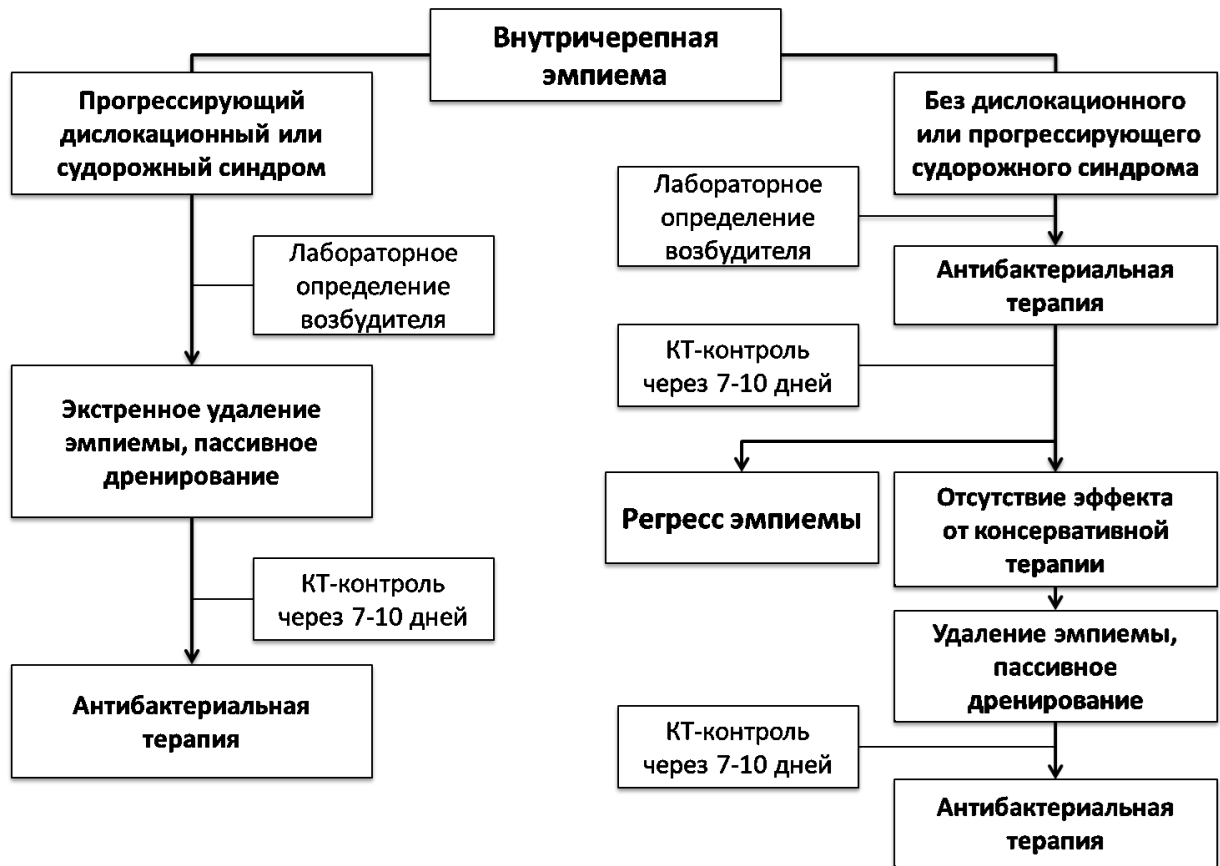 Внутричерепная
эмпиема
Прогрессирующий
дислокационный или
судорожный синдром
Лабораторное
определение
возбудителя
Экстренное удаление
эмпиемы, пассивное
дренирование
КТ-контроль
через 7-10 дней
Антибактериальная
терапия
Без дислокационного
или прогрессирующего
судорожного синдрома
Лабораторное
определение
возбудителя
Антибактериальная
терапия
КТ-контроль
через 7-10 дней
Регресс эмпиемы
Отсутствие эффекта
от консервативной
терапии
Удаление эмпиемы,
пассивное
дренирование
КТ-контроль
через 7-10 дней
Антибактериальная
терапия